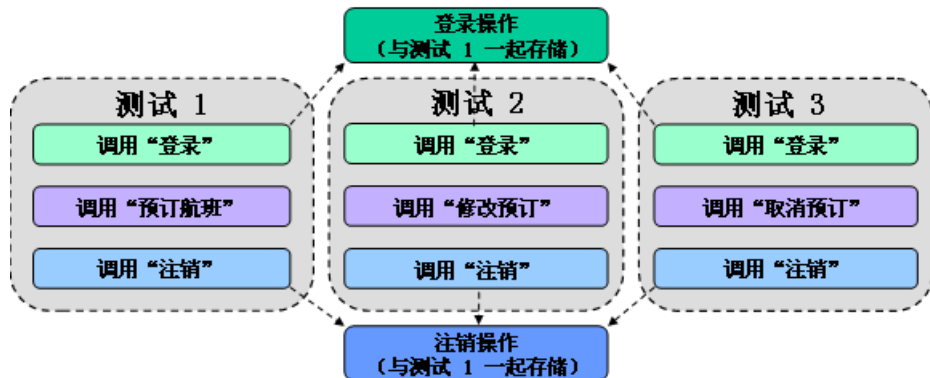 登录操作
（与测试 1 一起存储）
测试 1
测试 2
测试 3
调用“登录”
调用“登录”
调用“登录”
调用“预订航班”
调用“修改预订”
调用“取消预订”
调用“注销”
调用“注销”
调用“注销”
注销操作
（与测试 1 一起存储）